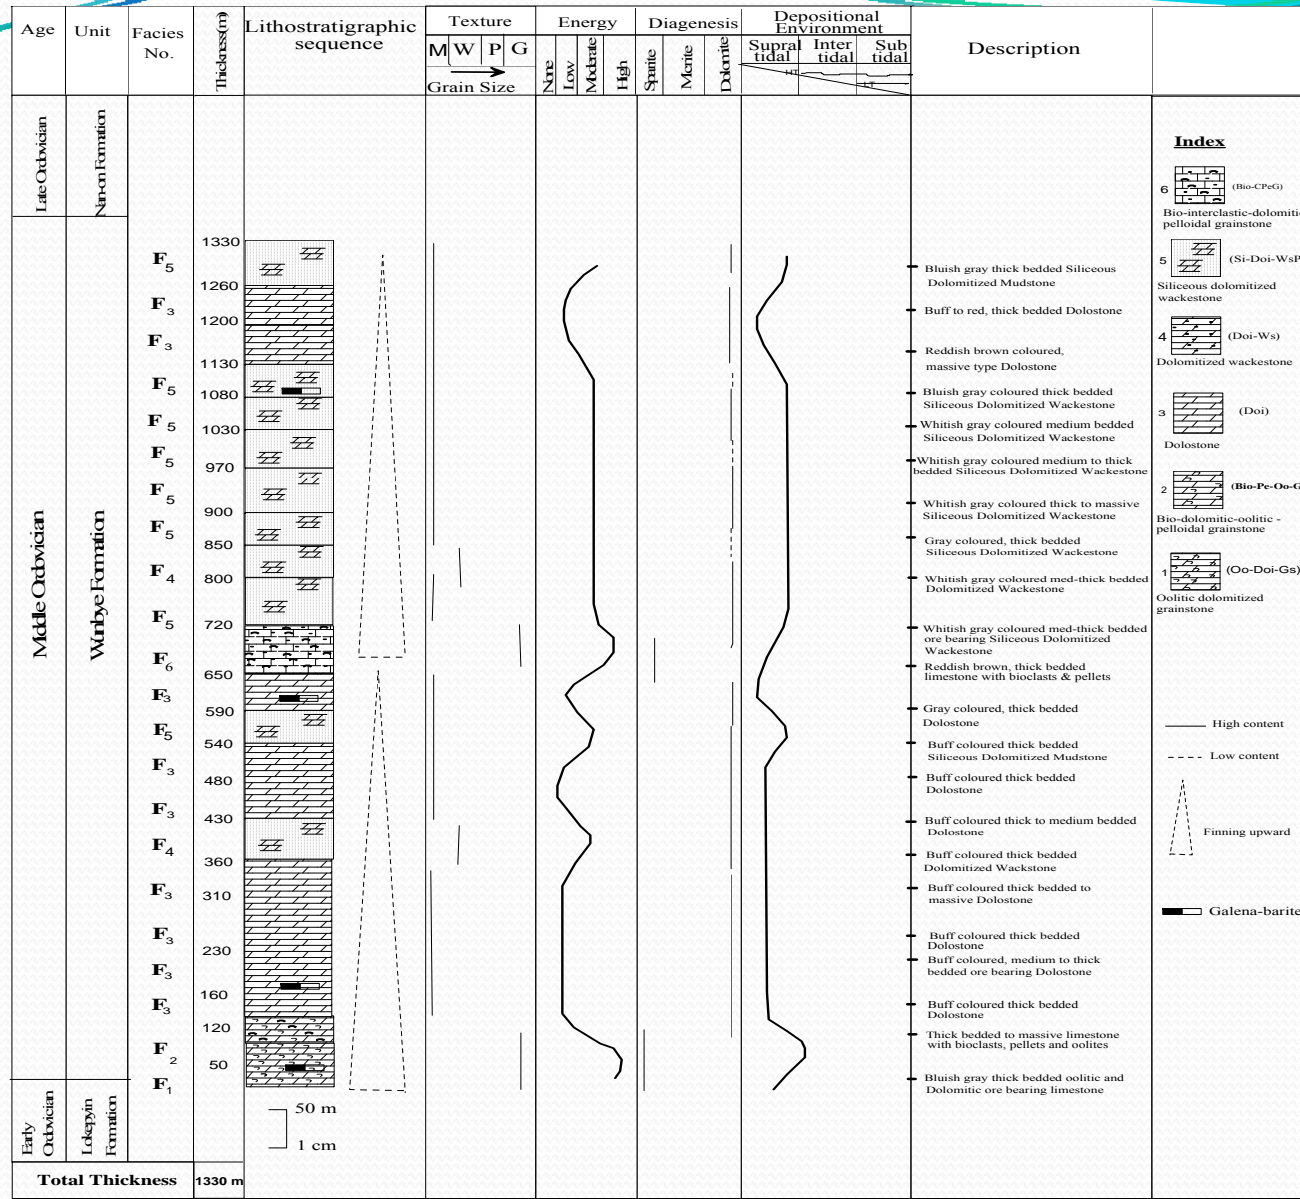 Age
Unit
Facies
No.
Thickness(m)
Lithostratigraphic
sequence
Texture
M W P G
Grain Size
Energy
None
Low
Moderate
High
Diagenesis
Sparite
Micrite
Dolomite
Depositional
Environment
Supral
tidal
Inter
tidal
Sub
tidal
HT
LT
Description
Late Ordovician
Nan-on Formation
Middle Ordovician
Wunbye Formation
Early
Ordovician
Lokepyin
Formation
F5
F3
F3
F5
F5
F5
F5
F5
F4
F5
F6
F3
F5
F3
F3
F4
F3
F3
F3
F3
F2
F1
1330
1260
1200
1130
1080
1030
970
900
850
800
720
650
590
540
480
430
360
310
230
160
120
50
50 m
1 cm
Total Thickness 1330 m
Bluish gray thick bedded Siliceous
Dolomitized Mudstone
Buff to red, thick bedded Dolostone
Reddish brown coloured,
massive type Dolostone
Bluish gray coloured thick bedded
Siliceous Dolomitized Wackestone
Whitish gray coloured medium bedded
Siliceous Dolomitized Wackestone
Whitish gray coloured medium to thick
bedded Siliceous Dolomitized Wackestone
Whitish gray coloured thick to massive
Siliceous Dolomitized Wackestone
Gray coloured, thick bedded
Siliceous Dolomitized Wackestone
Whitish gray coloured med-thick bedded
Dolomitized Wackestone
Whitish gray coloured med-thick bedded
ore bearing Siliceous Dolomitized
Wackestone
Reddish brown, thick bedded
limestone with bioclasts & pellets
Gray coloured, thick bedded
Dolostone
Buff coloured thick bedded
Siliceous Dolomitized Mudstone
Buff coloured thick bedded
Dolostone
Buff coloured thick to medium bedded
Dolostone
Buff coloured thick bedded
Dolomitized Wackstone
Buff coloured thick bedded to
massive Dolostone
Buff coloured thick bedded
Dolostone
Buff coloured, medium to thick
bedded ore bearing Dolostone
Buff coloured thick bedded
Dolostone
Thick bedded to massive limestone
with bioclasts, pellets and oolites
Bluish gray thick bedded oolitic and
Dolomitic ore bearing limestone
Index
6 (Bio-CPeG)
Bio-interclastic-dolomitic
pelloidal grainstone
5 (Si-Doi-WsP
Siliceous dolomitized
wackestone
4 (Doi-Ws)
Dolomitized wackestone
3 (Doi)
Dolostone
2 (Bio-Pe-Oo-G
Bio-dolomitic-oolitic -
pelloidal grainstone
1 (Oo-Doi-Gs)
Oolitic dolomitized
grainstone
High content
Low content
Finning upward
Galena-barite